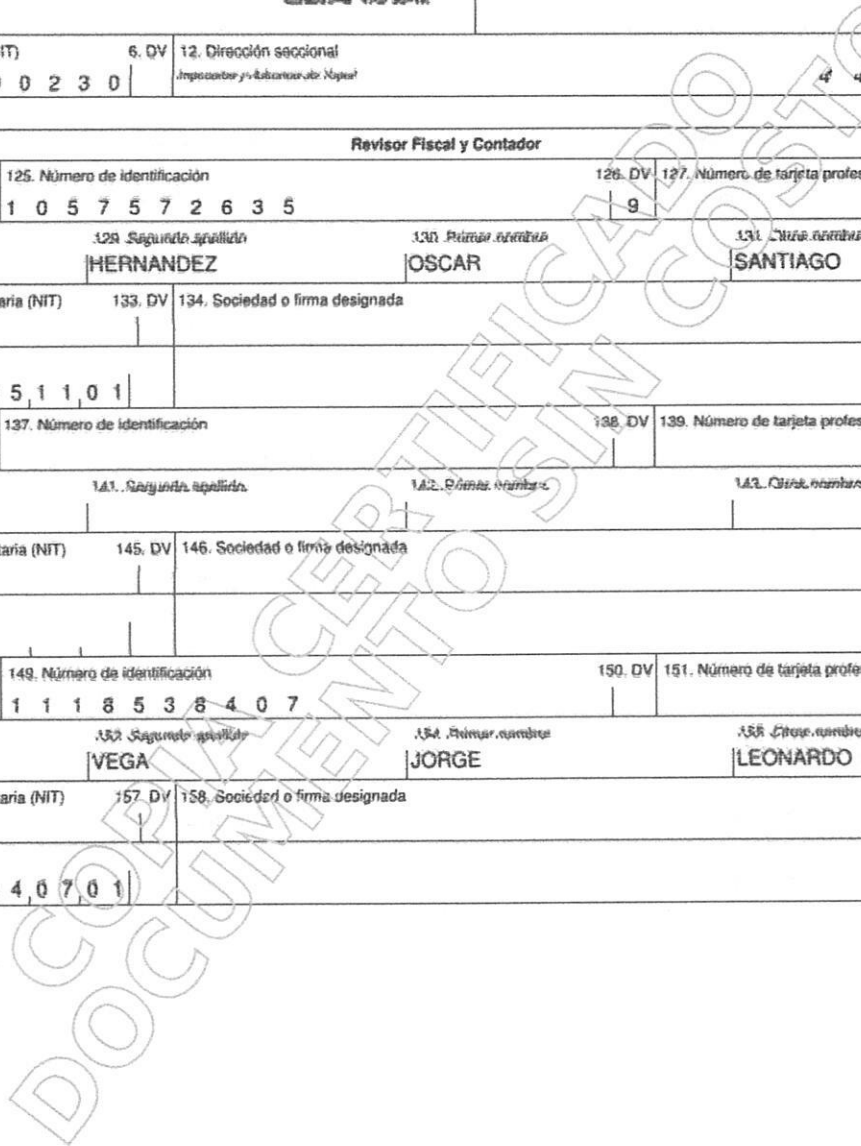 IT) 6. DV 12. Dirección seccional
0 2 3 0
Revisor Fiscal y Contador
125. Número de identificación 126. DV 127. Número de tarjeta profes
1 0 5 7 5 7 2 6 3 5 9
129. Segundo apellido 130. Primer nombre 131. Otros nombres
HERNANDEZ OSCAR SANTIAGO
aria (NIT) 133. DV 134. Sociedad o firma designada
5 1 1 0 1
137. Número de identificación 138. DV 139. Número de tarjeta profes
141. Segundo apellido 142. Primer nombre 143. Otros nombres
taria (NIT) 145. DV 146. Sociedad o firma designada
149. Número de identificación 150. DV 151. Número de tarjeta profes
1 1 1 8 5 3 8 4 0 7
153. Segundo apellido 154. Primer nombre 155. Otros nombres
VEGA JORGE LEONARDO
aria (NIT) 157. DV 158. Sociedad o firma designada
4 0 7 0 1
COPIA CERTIFICADO
DOCUMENTO SIN COSTO